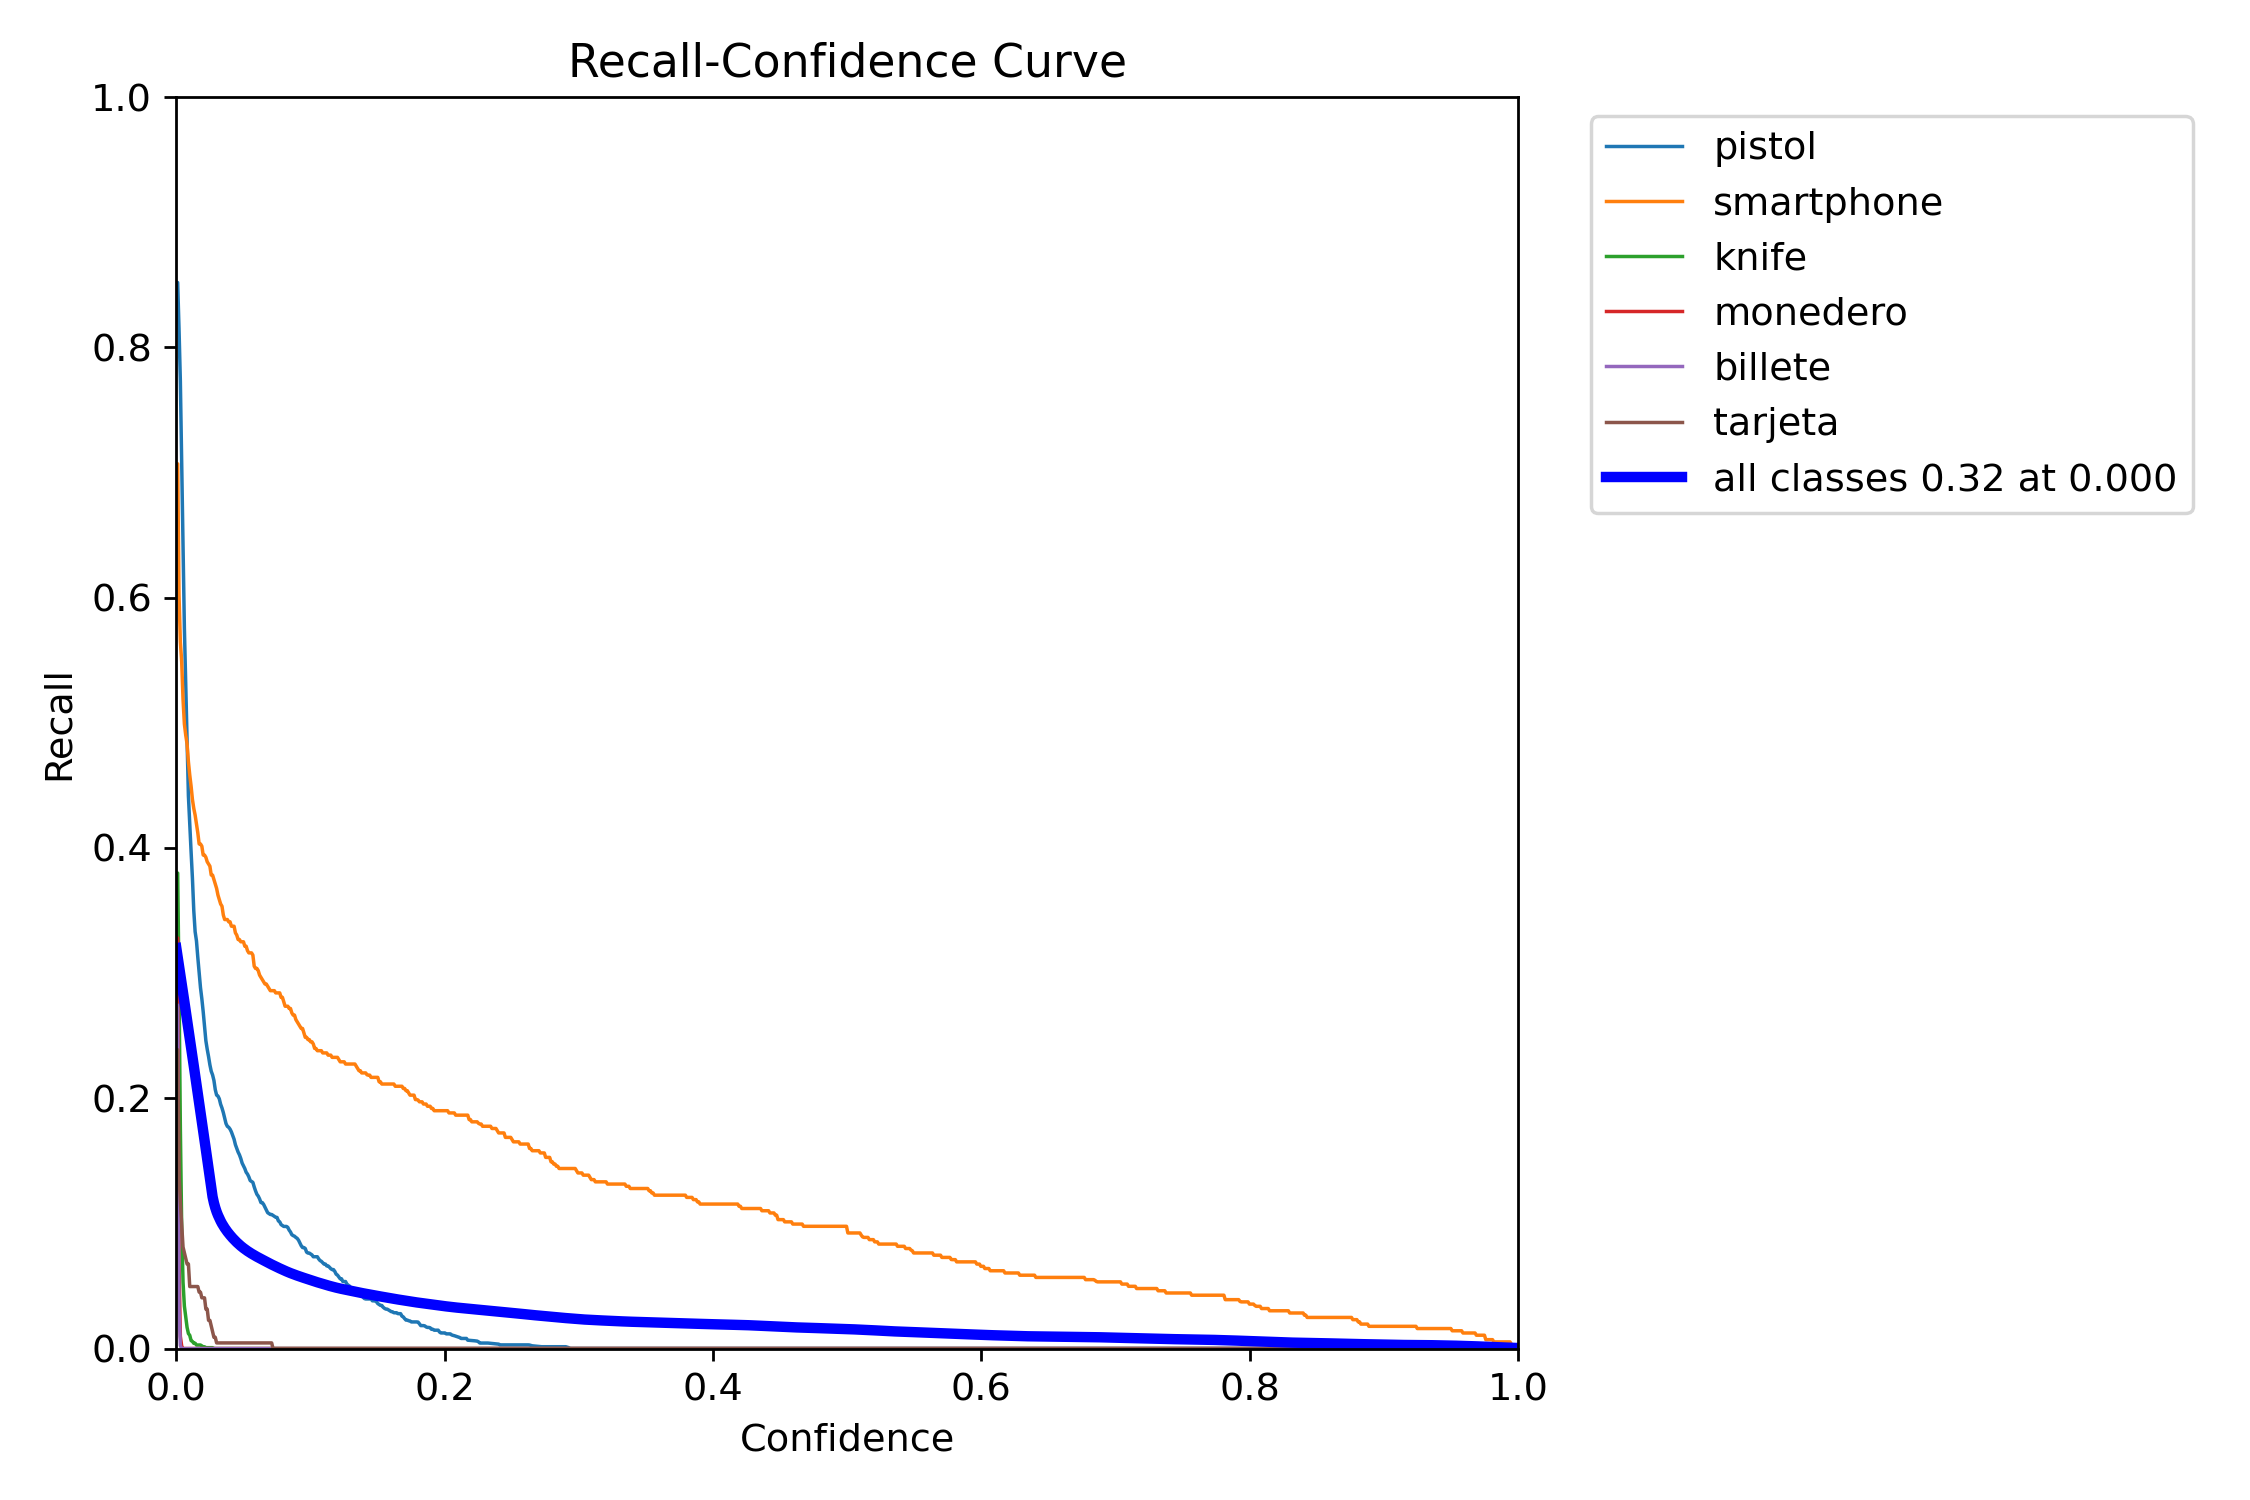 Recall-Confidence Curve
1.0
0.8
0.6
0.4
0.2
0.0
Recall
0.0 0.2 0.4 0.6 0.8 1.0
Confidence
pistol
smartphone
knife
monedero
billete
tarjeta
all classes 0.32 at 0.000